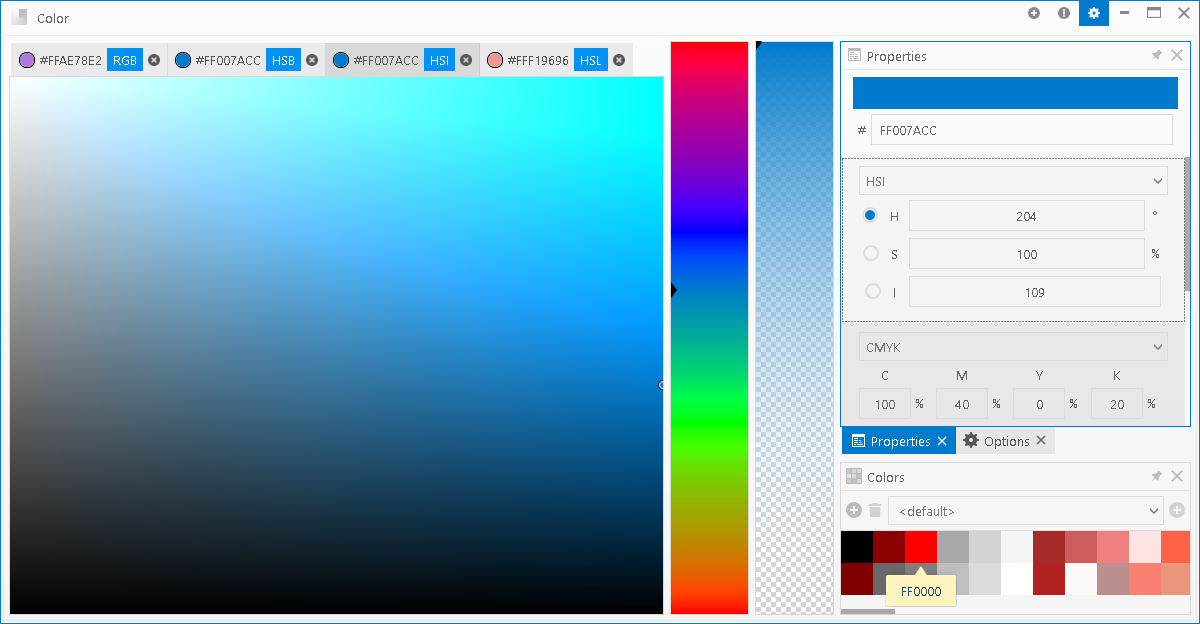 Color
#FFAE78E2 RGB #FF007ACC HSB #FF007ACC HSI #FFF19696 HSL
Properties
# FF007ACC
HSI
H 204 °
S 100 %
I 109
CMYK
C M Y K
100 % 40 % 0 % 20 %
Properties Options
Colors
<default>
FF0000